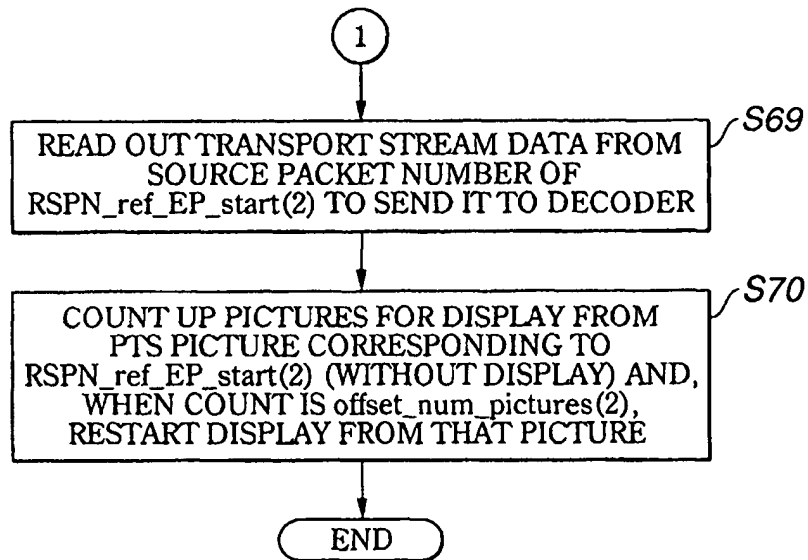 1
S69
READ OUT TRANSPORT STREAM DATA FROM
SOURCE PACKET NUMBER OF
RSPN_ref_EP_start(2) TO SEND IT TO DECODER
S70
COUNT UP PICTURES FOR DISPLAY FROM
PTS PICTURE CORRESPONDING TO
RSPN_ref_EP_start(2) (WITHOUT DISPLAY) AND,
WHEN COUNT IS offset_num_pictures(2),
RESTART DISPLAY FROM THAT PICTURE
END